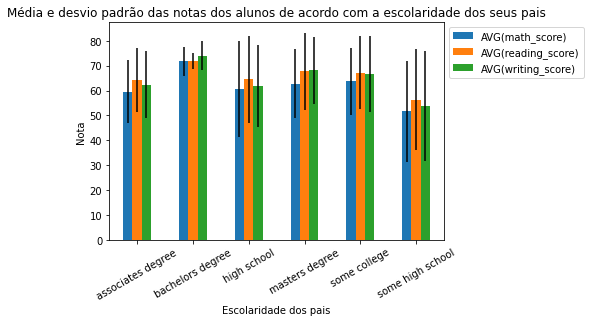 Média e desvio padrão das notas dos alunos de acordo com a escolaridade dos seus pais
AVG(math_score)
AVG(reading_score)
AVG(writing_score)
80
70
60
50
40
30
20
10
0
Nota
associates degree
bachelors degree
high school
masters degree
some college
some high school
Escolaridade dos pais